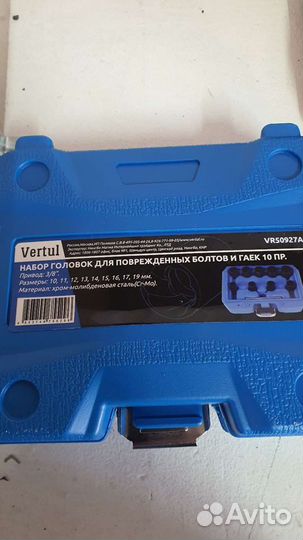 Vertul
VR50927A
НАБОР ГОЛОВОК ДЛЯ ПОВРЕЖДЕННЫХ БОЛТОВ И ГАЕК 10 ПР.
Привод: 3/8".
Размеры: 10, 11, 12, 13, 14, 15, 16, 17, 19 мм.
Материал: хром-молибденовая сталь(Cr-Mo).
Avito